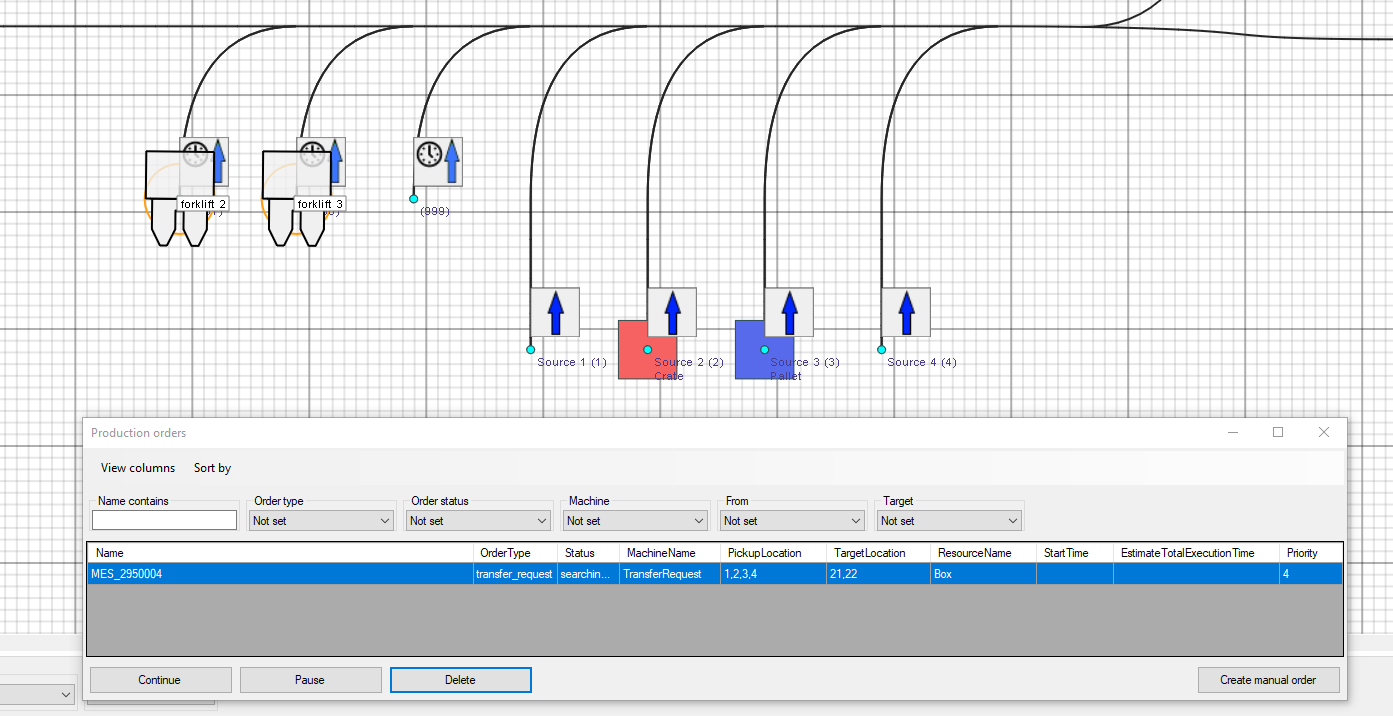 forklift 2
forklift 3
(999)
Source 1 (1)
Source 2 (2)
Crate
Source 3 (3)
Pallet
Source 4 (4)
Production orders
View columns Sort by
Name contains Order type Order status Machine From Target
Not set Not set Not set Not set Not set
Name OrderType Status MachineName PickupLocation TargetLocation ResourceName StartTime EstimateTotalExecutionTime Priority
MES_2950004 transfer_request searchin... TransferRequest 1,2,3,4 21,22 Box 4
Continue Pause Delete Create manual order